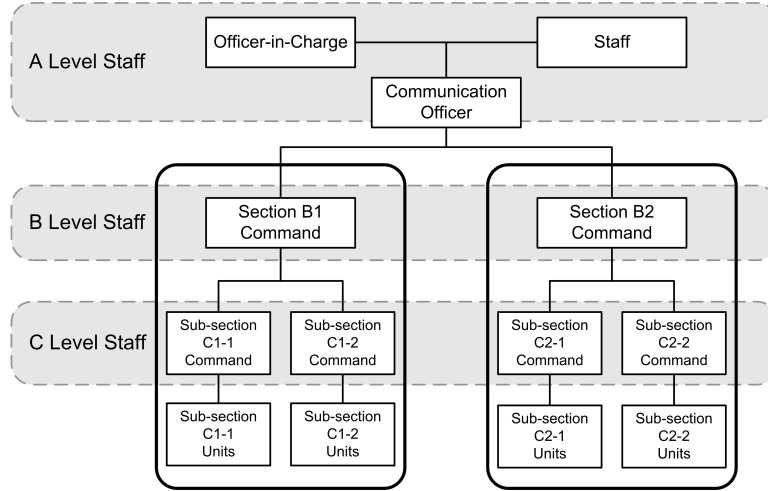 Officer-in-Charge
Staff
A Level Staff
Communication
Officer
B Level Staff
Section B1
Command
Section B2
Command
C Level Staff
Sub-section
C1-1
Command
Sub-section
C1-2
Command
Sub-section
C2-1
Command
Sub-section
C2-2
Command
Sub-section
C1-1
Units
Sub-section
C1-2
Units
Sub-section
C2-1
Units
Sub-section
C2-2
Units